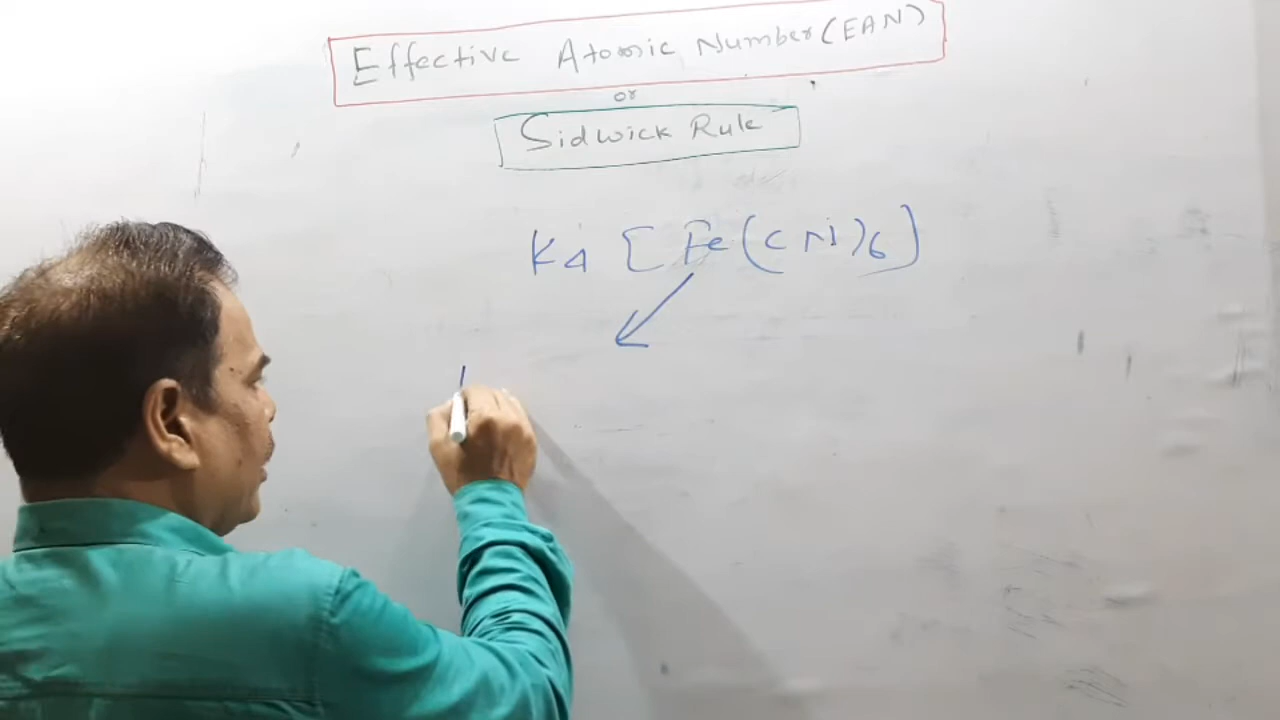 Effective Atomic Number (EAN)
or
Sidwick Rule
K4 [Fe(CN)6]